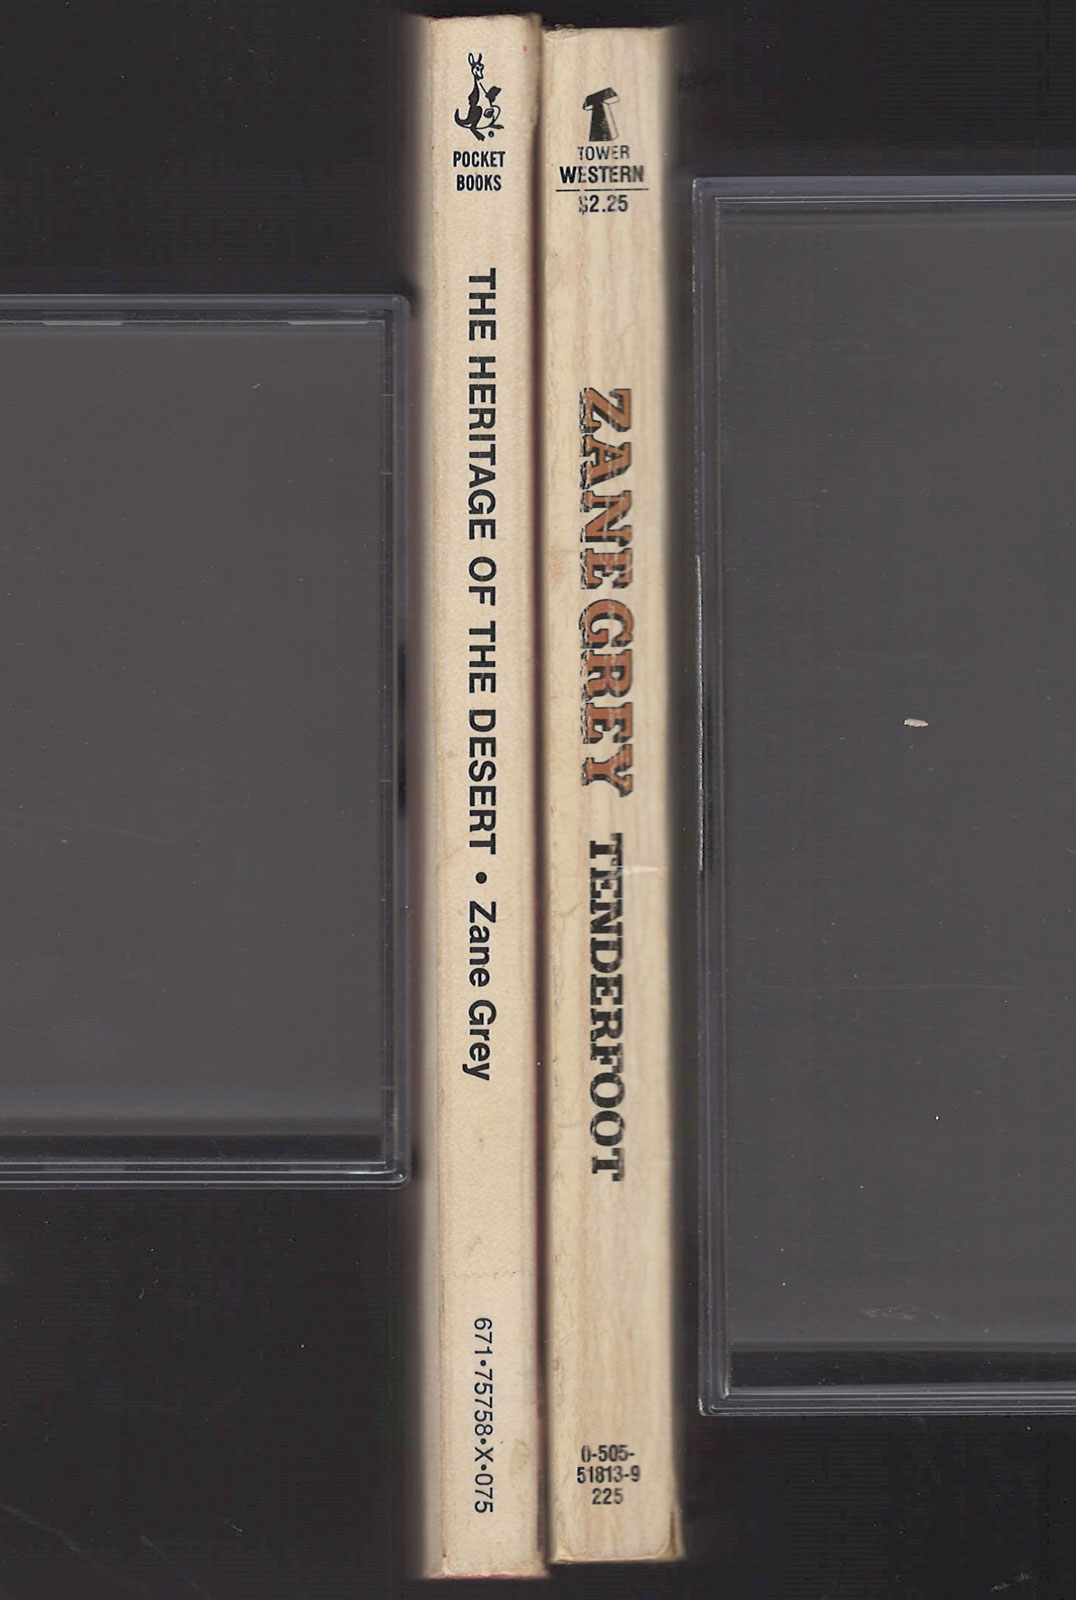 POCKET
BOOKS
THE HERITAGE OF THE DESERT • Zane Grey
671•75758•X•075
TOWER
WESTERN
$2.25
ZANE GREY TENDERFOOT
0-505-
51813-9
225